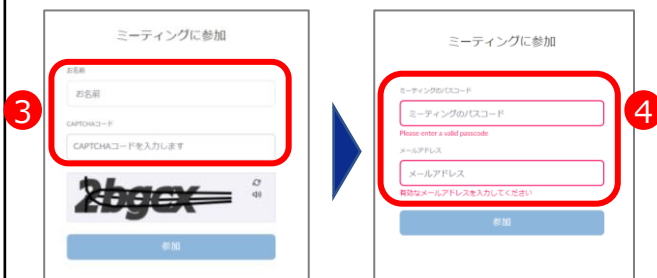 ミーティングに参加
③
お名前
お名前
CAPTCHAコード
CAPTCHAコードを入力します
2bgcx
参加
ミーティングに参加
④
ミーティングのパスコード
ミーティングのパスコード
Please enter a valid passcode
メールアドレス
メールアドレス
有効なメールアドレスを入力してください
参加